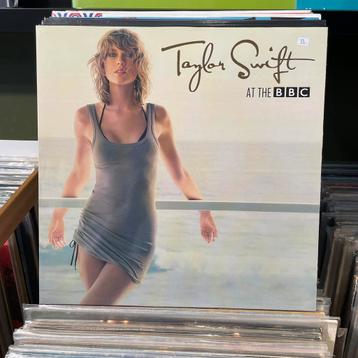 Taylor Swift
AT THE BBC